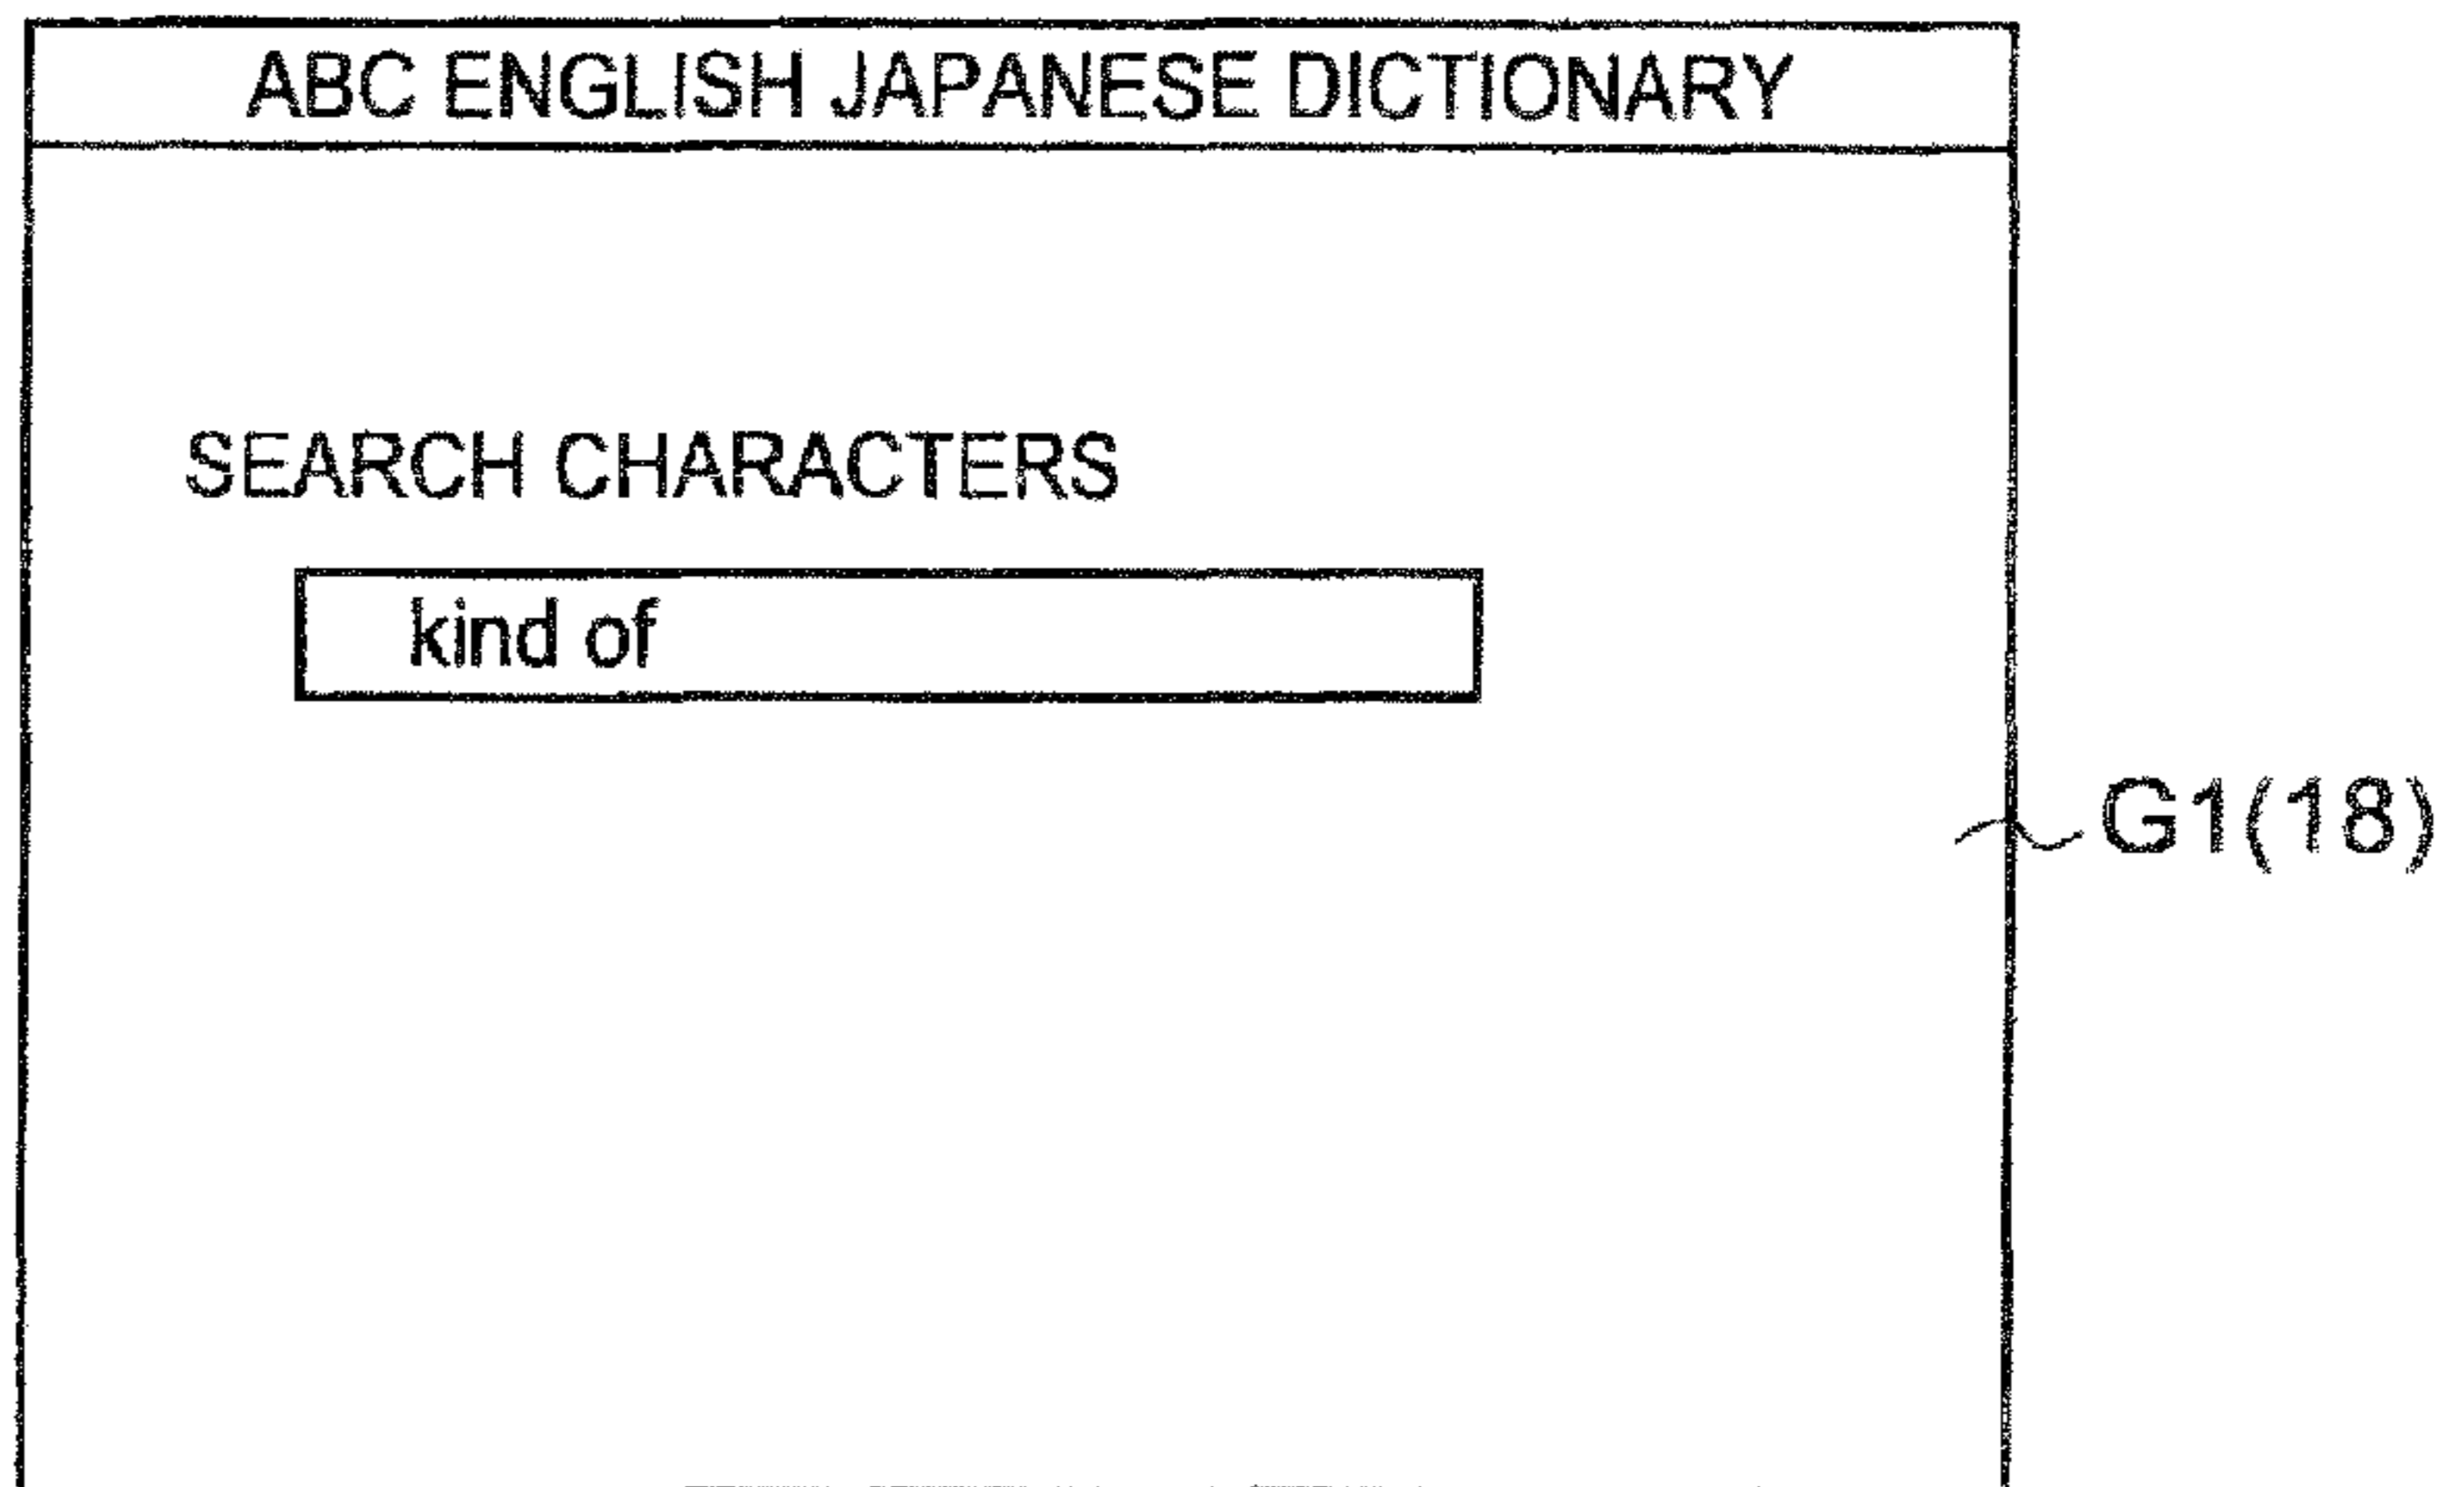 ABC ENGLISH JAPANESE DICTIONARY
SEARCH CHARACTERS
kind of
G1(18)